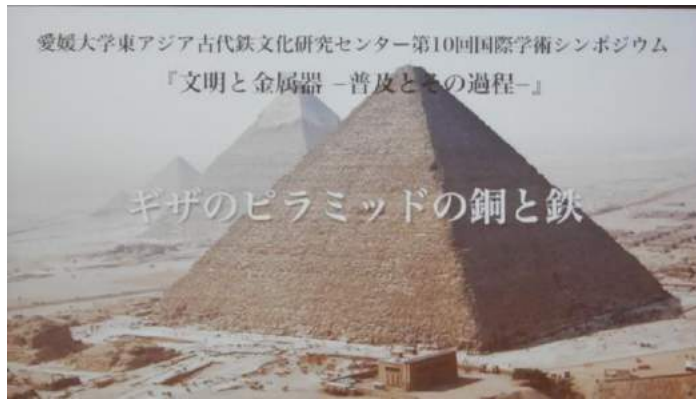 愛媛大学東アジア古代鉄文化研究センター第10回国際学術シンポジウム
『文明と金属器 −普及とその過程−』
ギザのピラミッドの銅と鉄